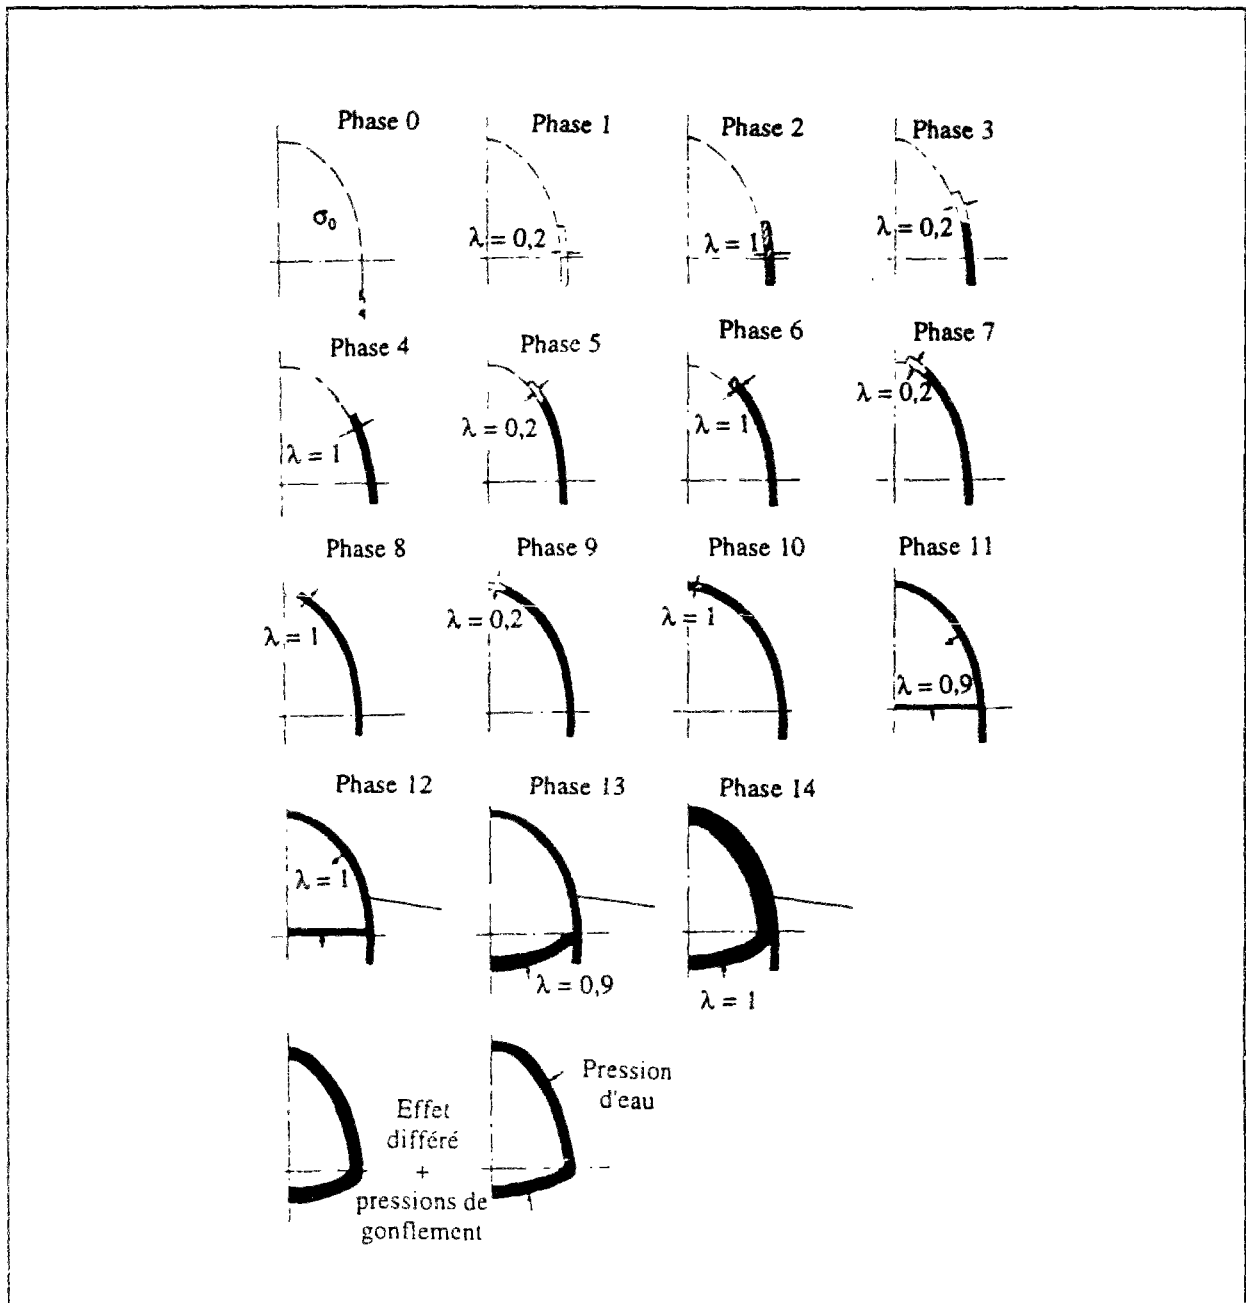 Phase 0
Phase 1
Phase 2
Phase 3
σ₀
λ = 0,2
λ = 1
λ = 0,2
Phase 4
Phase 5
Phase 6
Phase 7
λ = 1
λ = 0,2
λ = 1
λ = 0,2
Phase 8
Phase 9
Phase 10
Phase 11
λ = 1
λ = 0,2
λ = 1
λ = 0,9
Phase 12
Phase 13
Phase 14
λ = 1
λ = 0,9
λ = 1
Effet
différé
+
pressions de
gonflement
Pression
d'eau